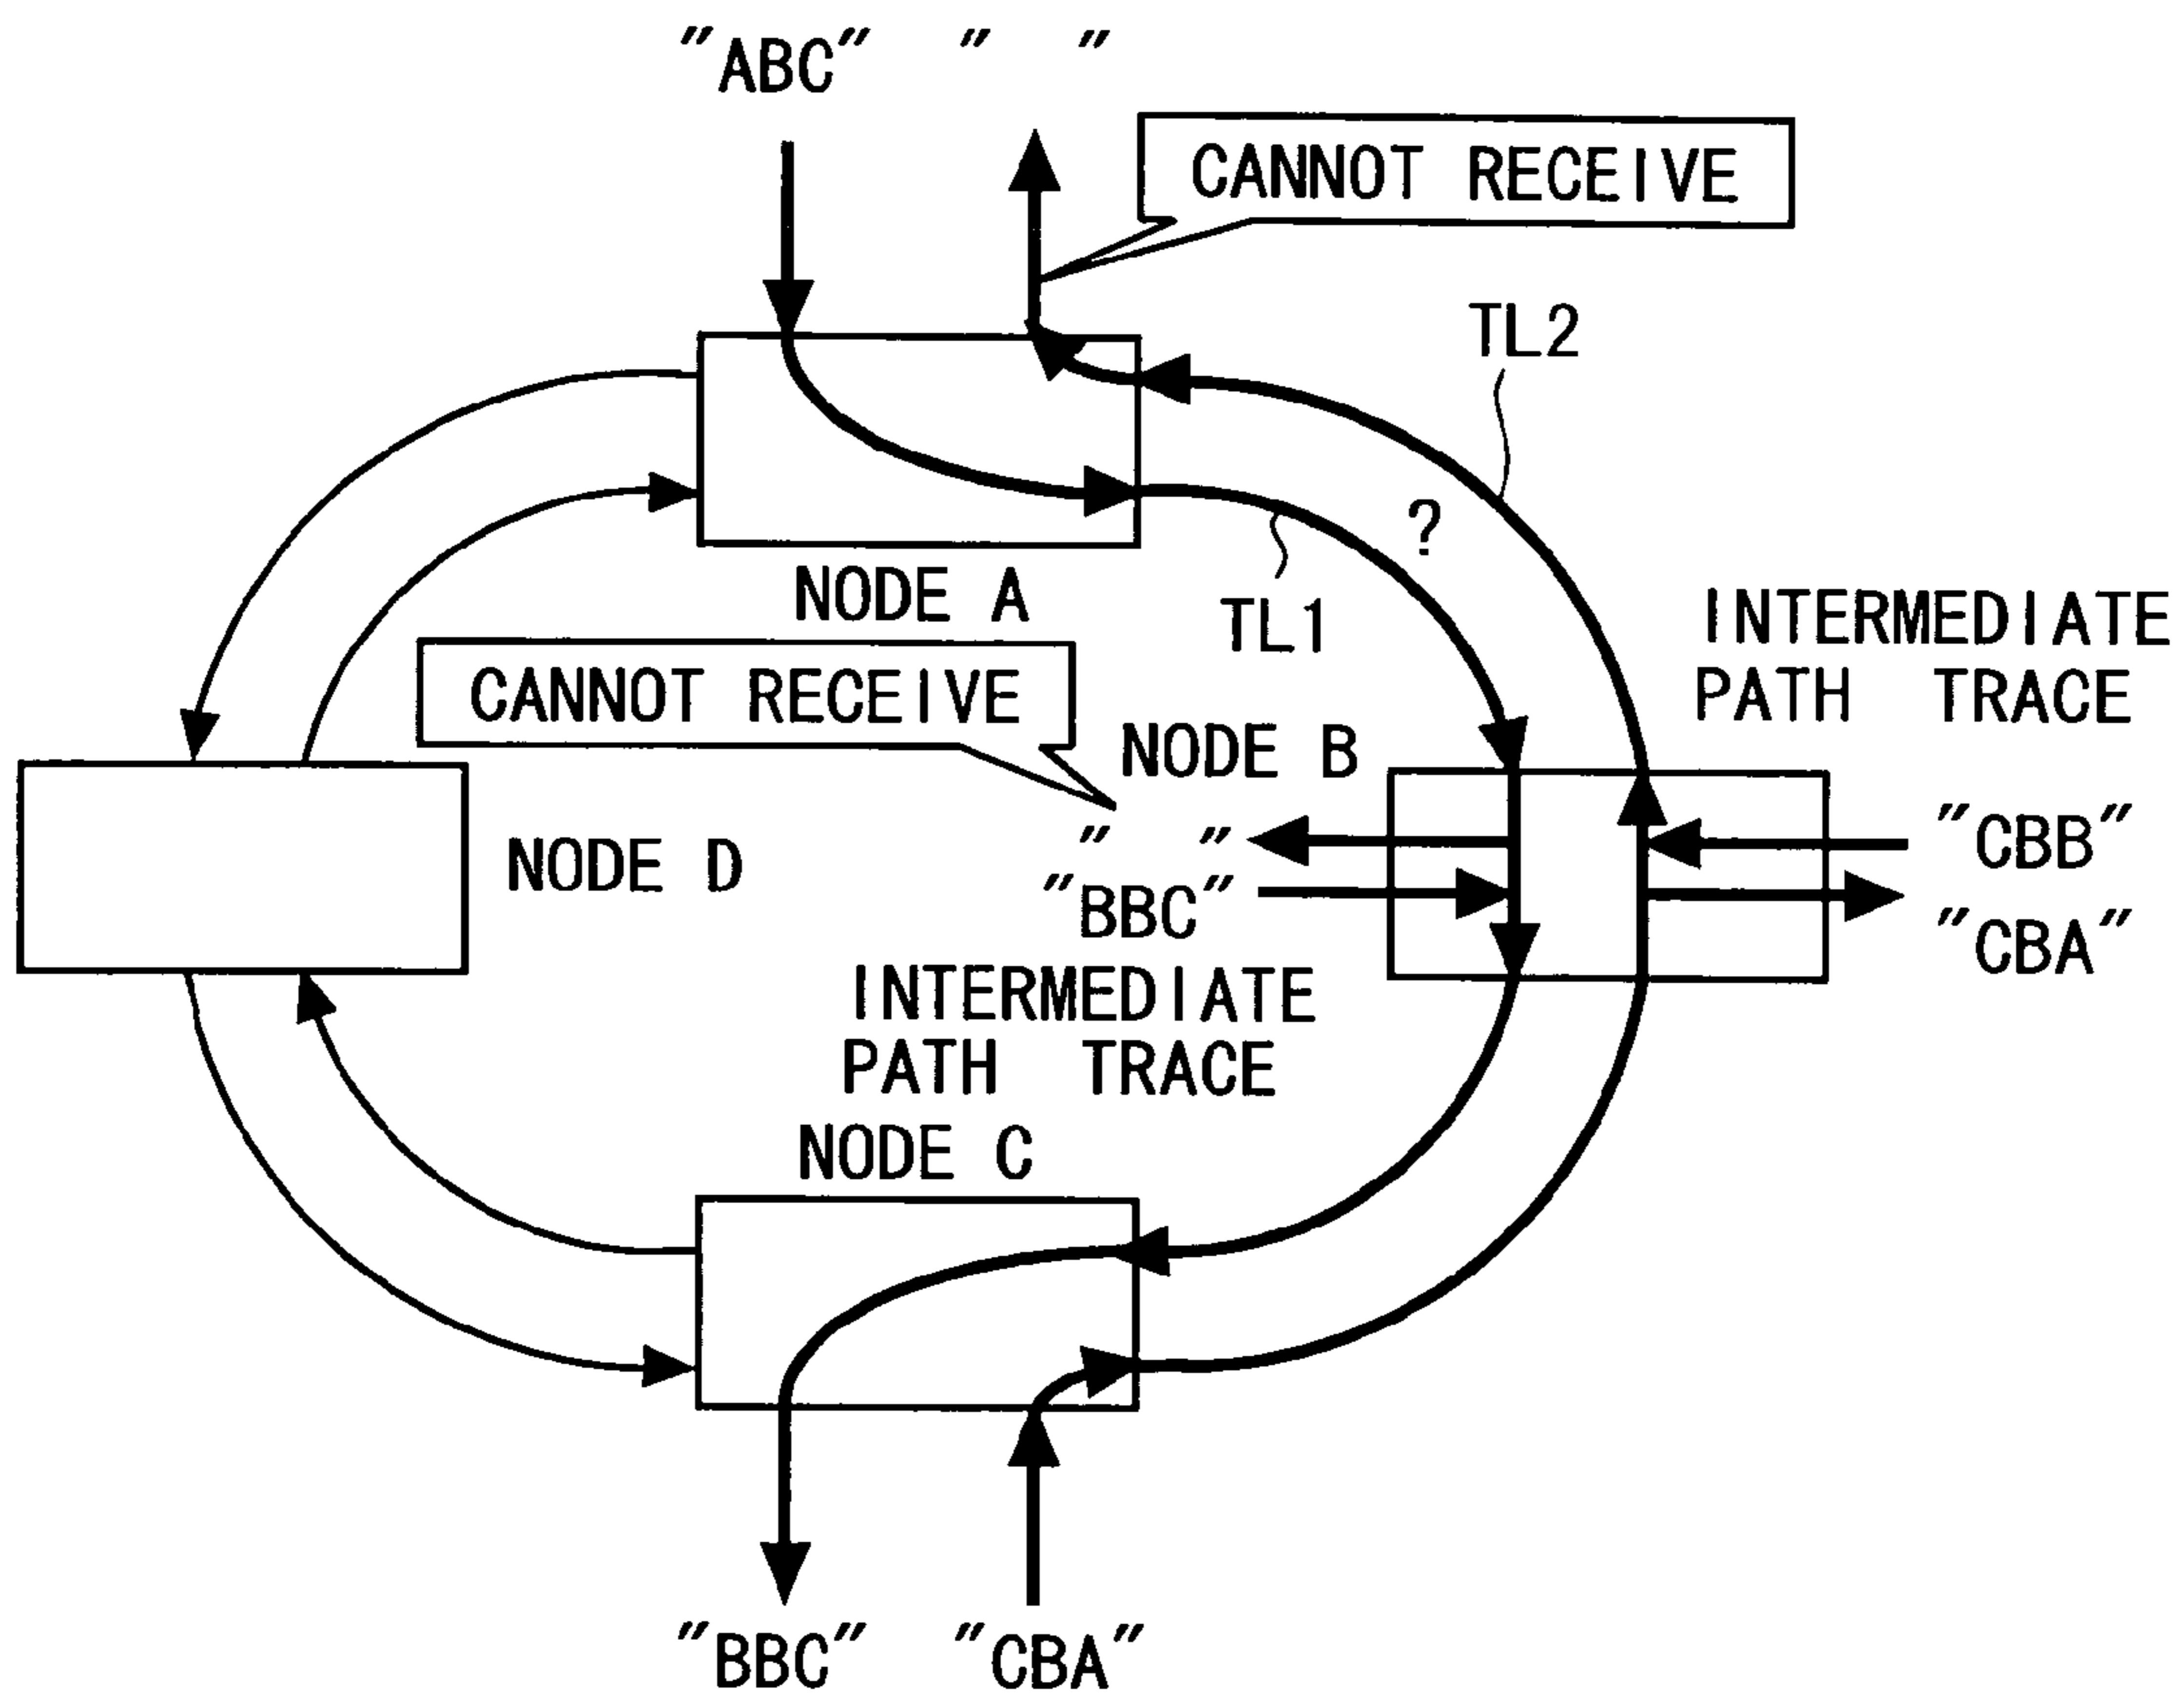 "ABC" " "
CANNOT RECEIVE
TL2
?
NODE A
TL1
INTERMEDIATE
PATH TRACE
CANNOT RECEIVE
NODE B
" "
"CBB"
NODE D
"BBC"
"CBA"
INTERMEDIATE
PATH TRACE
NODE C
"BBC" "CBA"